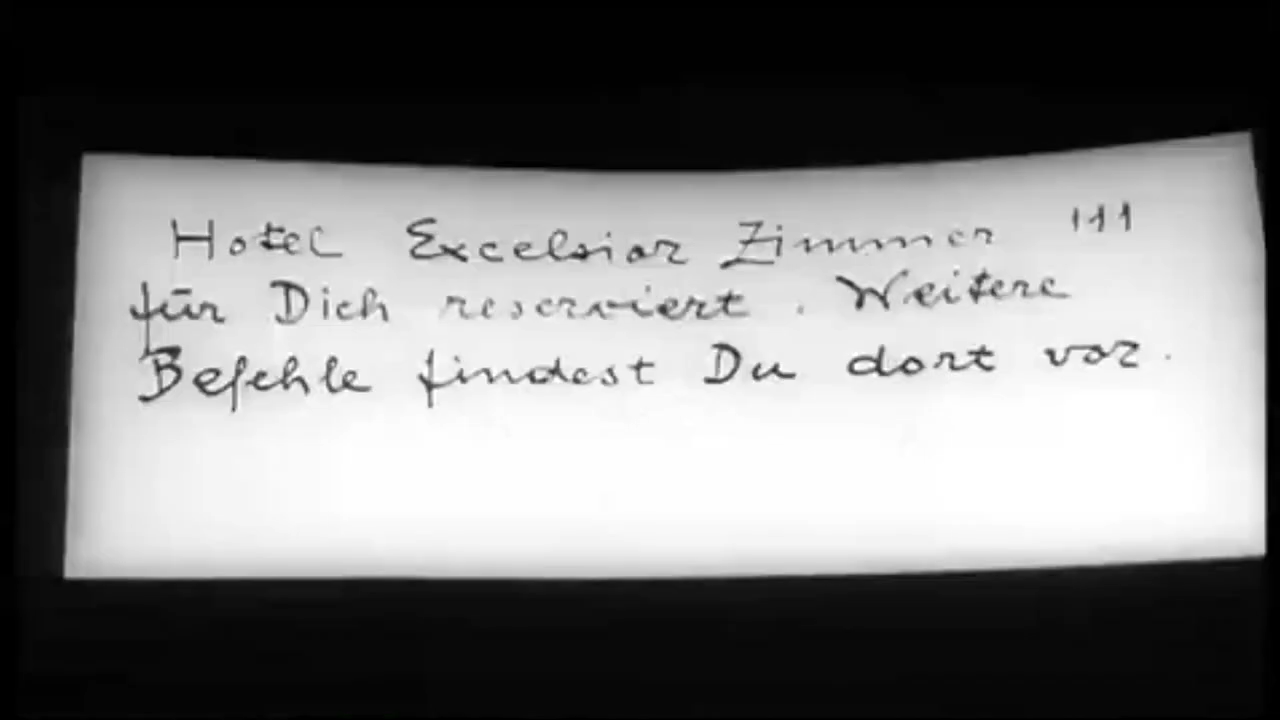 Hotel Excelsior Zimmer 111
für Dich reserviert. Weitere
Befehle findest Du dort vor.